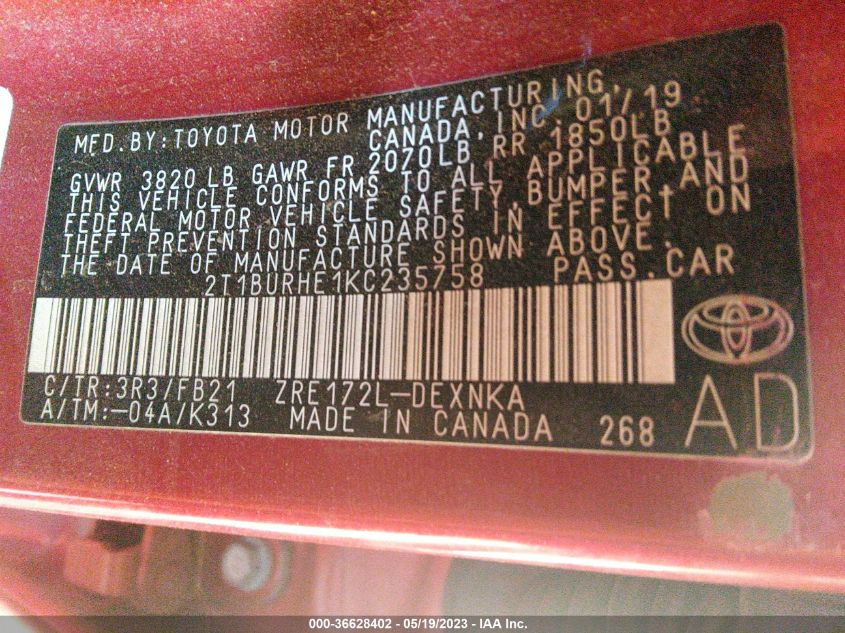 MFD.BY:TOYOTA MOTOR MANUFACTURING,
CANADA,INC. 01/19
GVWR 3820 LB GAWR FR 2070LB RR 1850LB
THIS VEHICLE CONFORMS TO ALL APPLICABLE
FEDERAL MOTOR VEHICLE SAFETY,BUMPER,AND
THEFT PREVENTION STANDARDS IN EFFECT ON
THE DATE OF MANUFACTURE SHOWN ABOVE.
2T1BURHE1KC235758 PASS.CAR
C/TR:3R3/FB21 ZRE172L-DEXNKA
A/TM:-04A/K313 MADE IN CANADA 268
AD
000-36628402 - 05/19/2023 - IAA Inc.